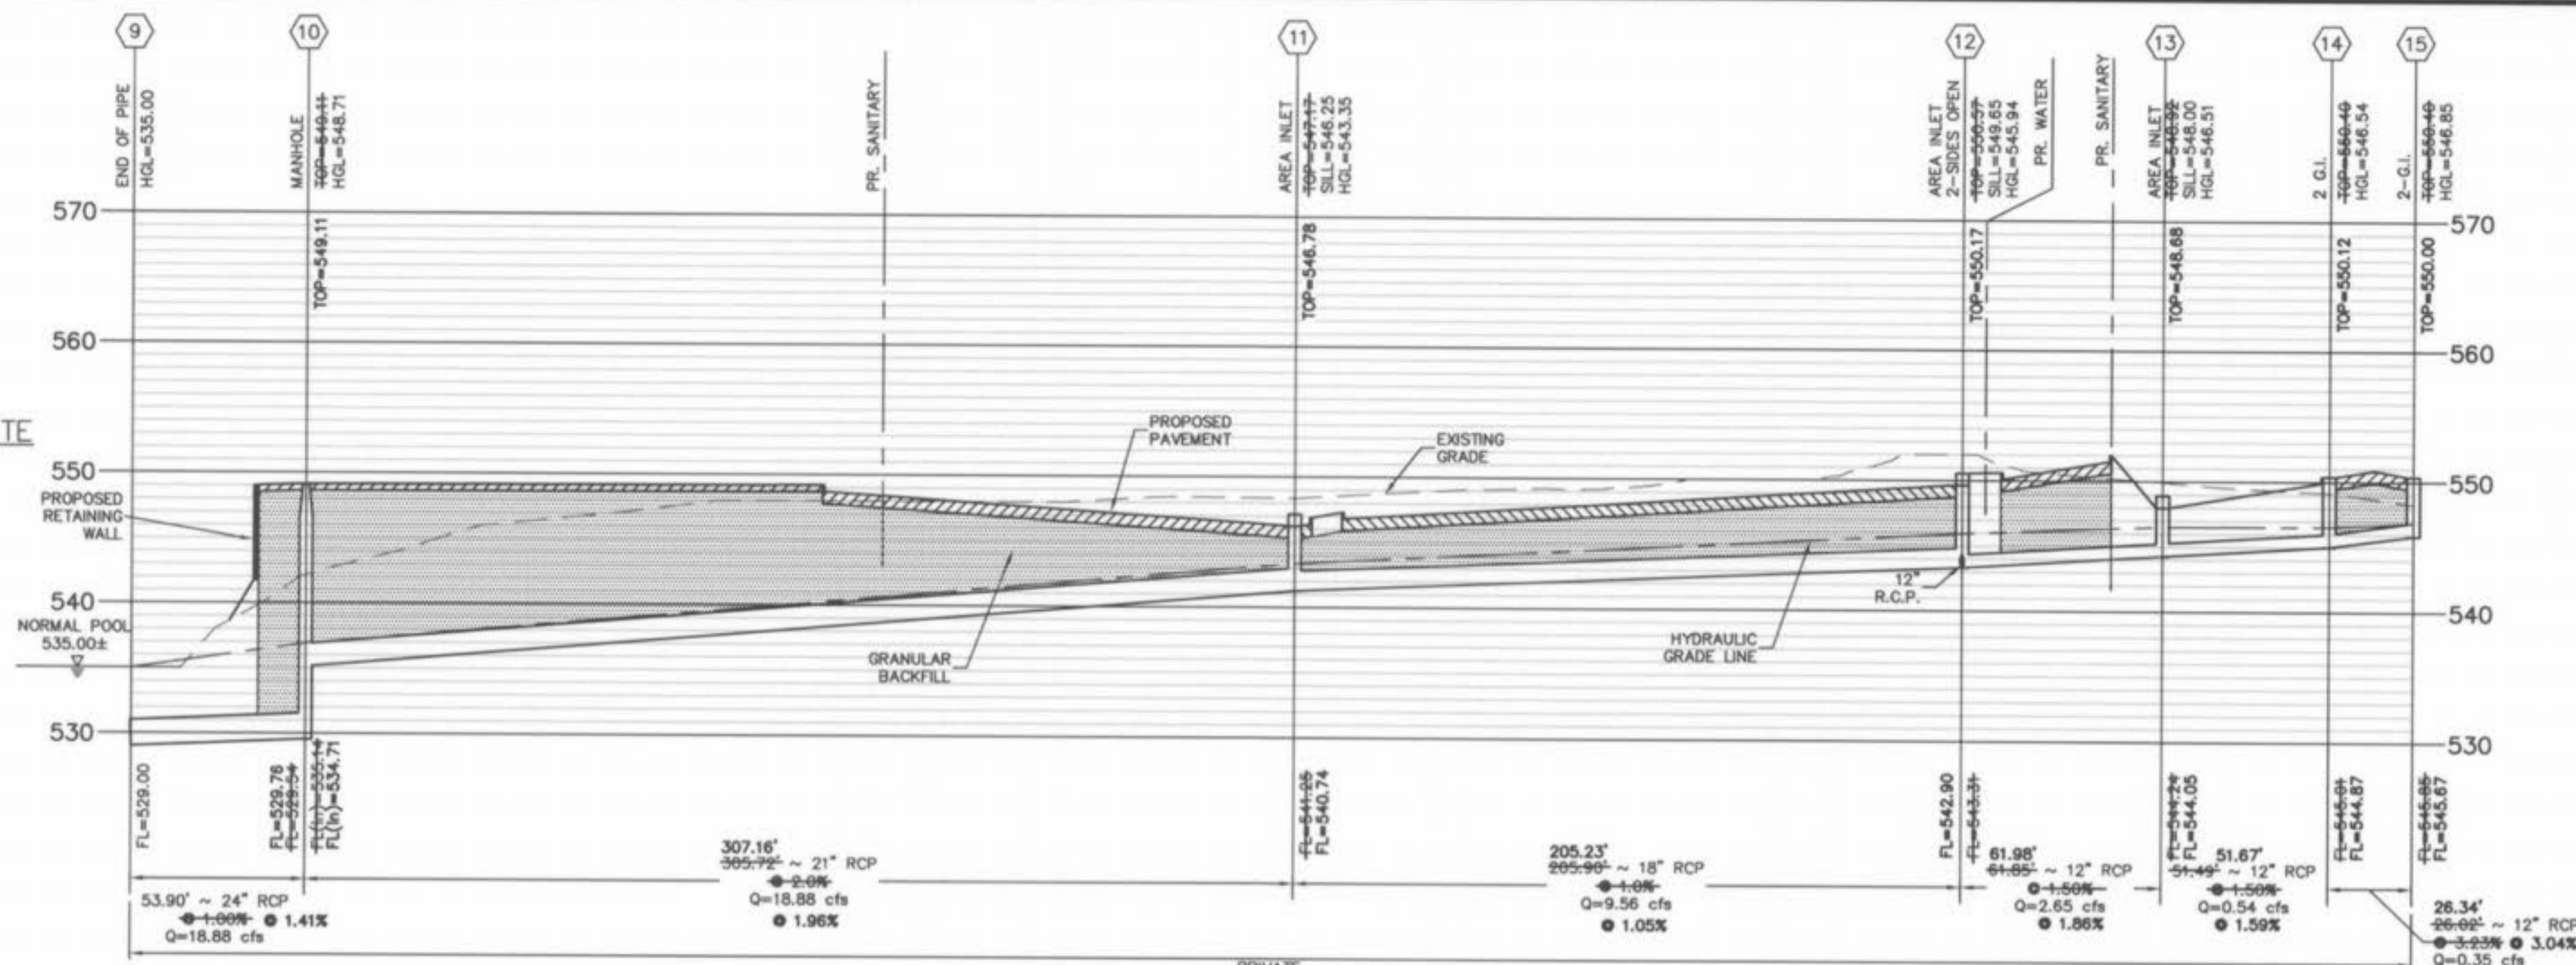 9
10
11
12
13
14
15
END OF PIPE
HGL=535.00
MANHOLE
TOP=549.11
HGL=548.71
PR. SANITARY
AREA INLET
TOP=547.17
SILL=546.25
HGL=543.35
AREA INLET
2-SIDES OPEN
TOP=550.57
SILL=549.65
HGL=545.94
PR. WATER
PR. SANITARY
AREA INLET
TOP=548.92
SILL=548.00
HGL=546.51
2 G.I.
TOP=550.40
HGL=546.54
2-G.I.
TOP=550.40
HGL=546.85
570
570
TOP=549.11
TOP=546.78
TOP=550.17
TOP=548.68
TOP=550.12
TOP=550.00
560
560
TE
PROPOSED
PAVEMENT
EXISTING
GRADE
550
550
PROPOSED
RETAINING
WALL
12"
R.C.P.
540
540
NORMAL POOL
535.00±
GRANULAR
BACKFILL
HYDRAULIC
GRADE LINE
530
530
FL=529.00
FL=529.76
FL=529.54
FL(In)=535.14
FL(In)=534.71
FL=541.25
FL=540.74
FL=542.90
FL=543.31
FL=544.24
FL=544.05
FL=545.01
FL=544.87
FL=545.85
FL=545.67
53.90' ~ 24" RCP
@ 1.00% @ 1.41%
Q=18.88 cfs
307.16'
305.72' ~ 21" RCP
@ 2.0%
Q=18.88 cfs
@ 1.96%
205.23'
205.90' ~ 18" RCP
@ 1.0%
Q=9.56 cfs
@ 1.05%
61.98'
61.85' ~ 12" RCP
@ 1.50%
Q=2.65 cfs
@ 1.86%
51.67'
51.49' ~ 12" RCP
@ 1.50%
Q=0.54 cfs
@ 1.59%
26.34'
26.02' ~ 12" RCP
@ 3.23% @ 3.04%
Q=0.35 cfs
PRIVATE